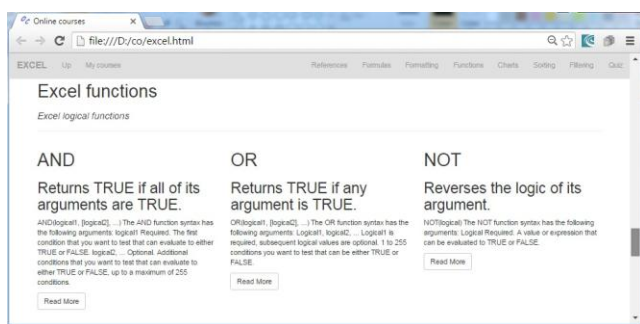 Online courses
file:///D:/co/excel.html
EXCEL Up My courses References Formulas Formatting Functions Charts Sorting Filtering Quiz
Excel functions
Excel logical functions
AND
Returns TRUE if all of its
arguments are TRUE.
AND(logical1, [logical2], ...) The AND function syntax has
the following arguments: logical1 Required. The first
condition that you want to test that can evaluate to either
TRUE or FALSE. logical2, ... Optional. Additional
conditions that you want to test that can evaluate to
either TRUE or FALSE, up to a maximum of 255
conditions.
Read More
OR
Returns TRUE if any
argument is TRUE.
OR(logical1, [logical2], ...) The OR function syntax has the
following arguments: Logical1, logical2, ... Logical1 is
required, subsequent logical values are optional. 1 to 255
conditions you want to test that can be either TRUE or
FALSE.
Read More
NOT
Reverses the logic of its
argument.
NOT(logical) The NOT function syntax has the following
arguments: Logical Required. A value or expression that
can be evaluated to TRUE or FALSE.
Read More